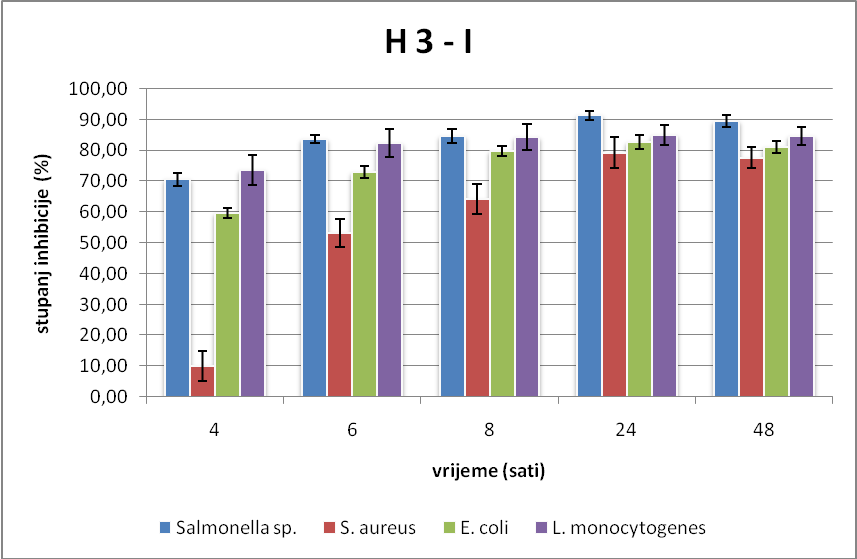 H 3 - I
stupanj inhibicije (%)
100,00
90,00
80,00
70,00
60,00
50,00
40,00
30,00
20,00
10,00
0,00
4 6 8 24 48
vrijeme (sati)
Salmonella sp. S. aureus E. coli L. monocytogenes